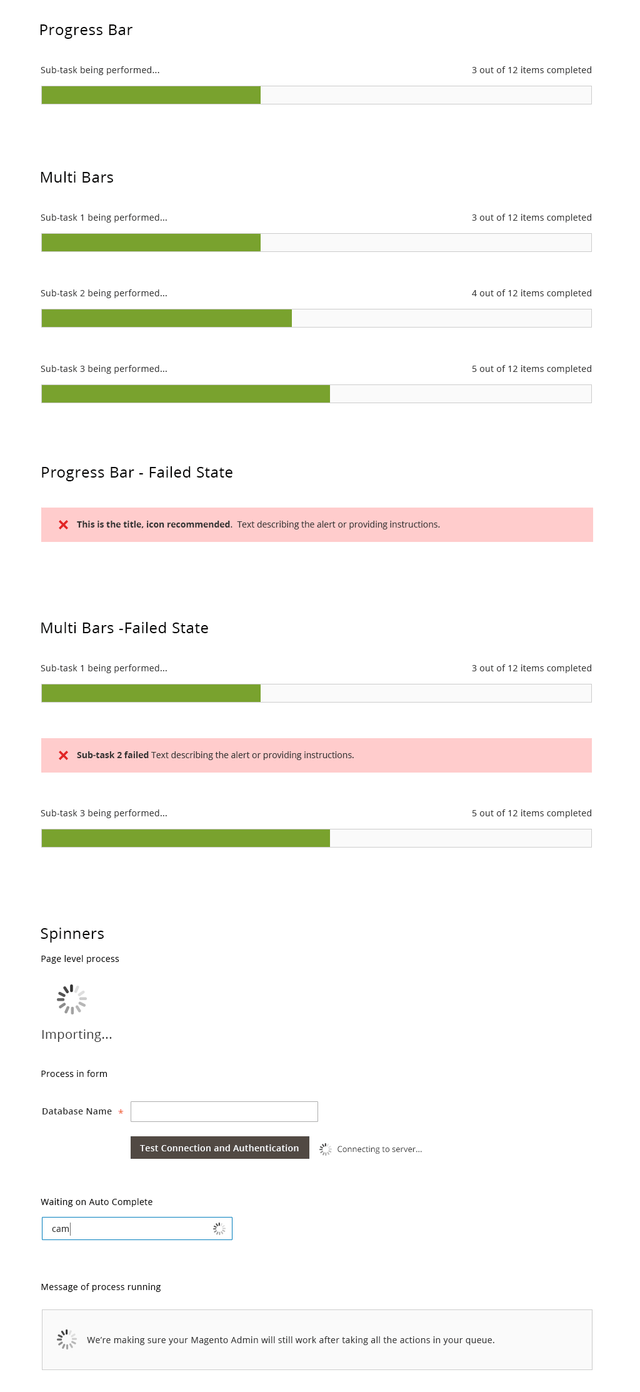 Progress Bar
Sub-task being performed... 3 out of 12 items completed
Multi Bars
Sub-task 1 being performed... 3 out of 12 items completed
Sub-task 2 being performed... 4 out of 12 items completed
Sub-task 3 being performed... 5 out of 12 items completed
Progress Bar - Failed State
This is the title, icon recommended. Text describing the alert or providing instructions.
Multi Bars -Failed State
Sub-task 1 being performed... 3 out of 12 items completed
Sub-task 2 failed Text describing the alert or providing instructions.
Sub-task 3 being performed... 5 out of 12 items completed
Spinners
Page level process
Importing...
Process in form
Database Name *
Test Connection and Authentication Connecting to server...
Waiting on Auto Complete
cam
Message of process running
We're making sure your Magento Admin will still work after taking all the actions in your queue.